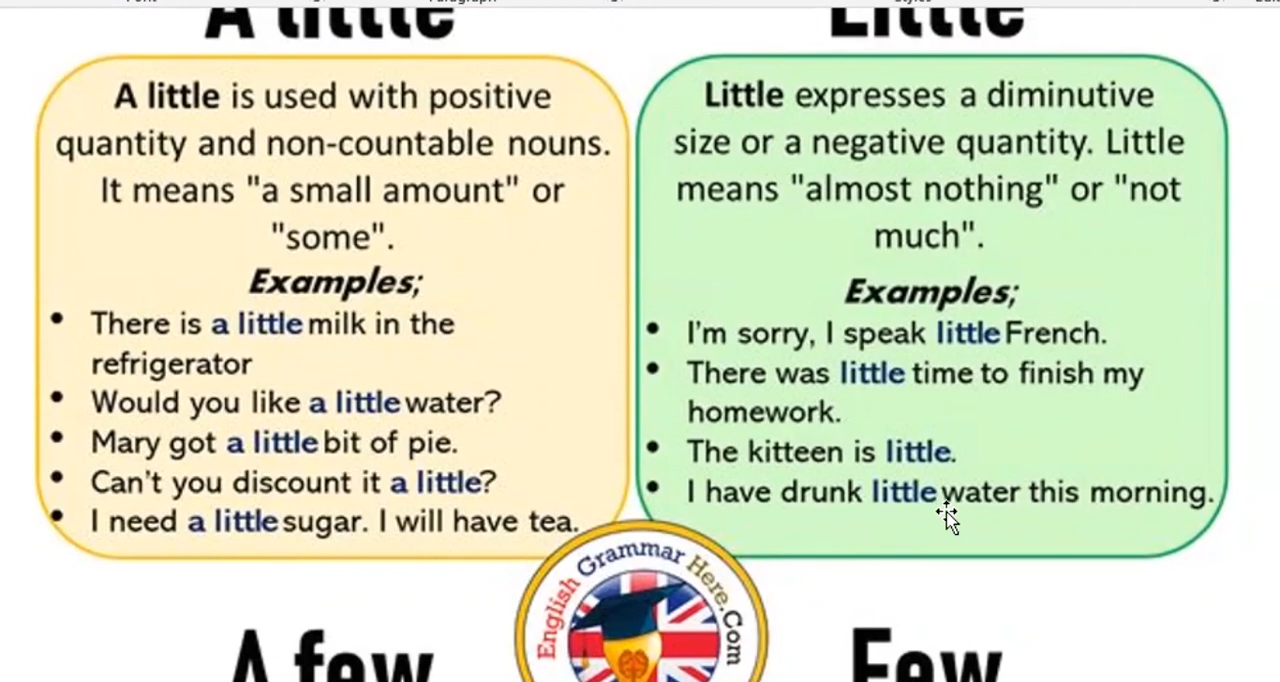 A little
A little is used with positive
quantity and non-countable nouns.
It means "a small amount" or
"some".
Examples;
• There is a little milk in the
refrigerator
• Would you like a little water?
• Mary got a little bit of pie.
• Can't you discount it a little?
• I need a little sugar. I will have tea.
Little
Little expresses a diminutive
size or a negative quantity. Little
means "almost nothing" or "not
much".
Examples;
• I'm sorry, I speak little French.
• There was little time to finish my
homework.
• The kitteen is little.
• I have drunk little water this morning.
English Grammar Here.Com
A few
Few